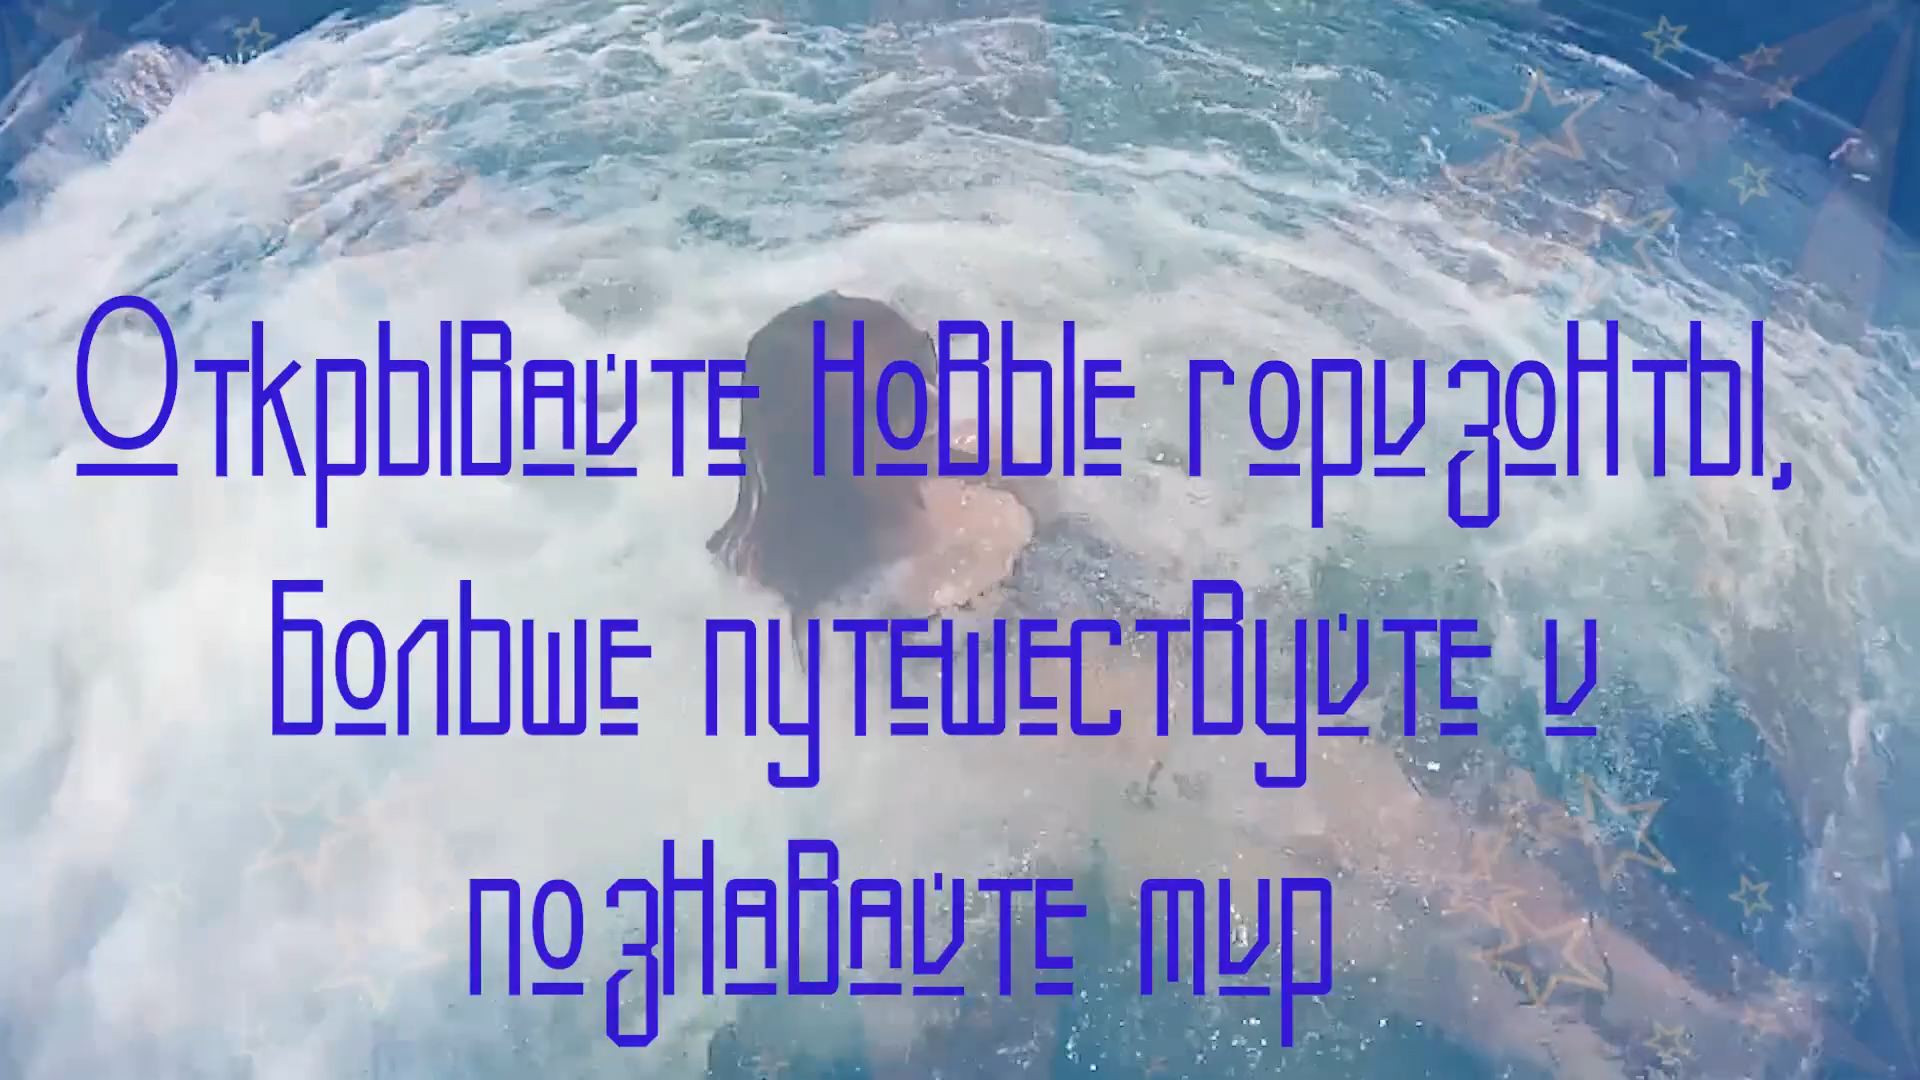 Открывайте новые горизонты,
больше путешествуйте и
познавайте мир